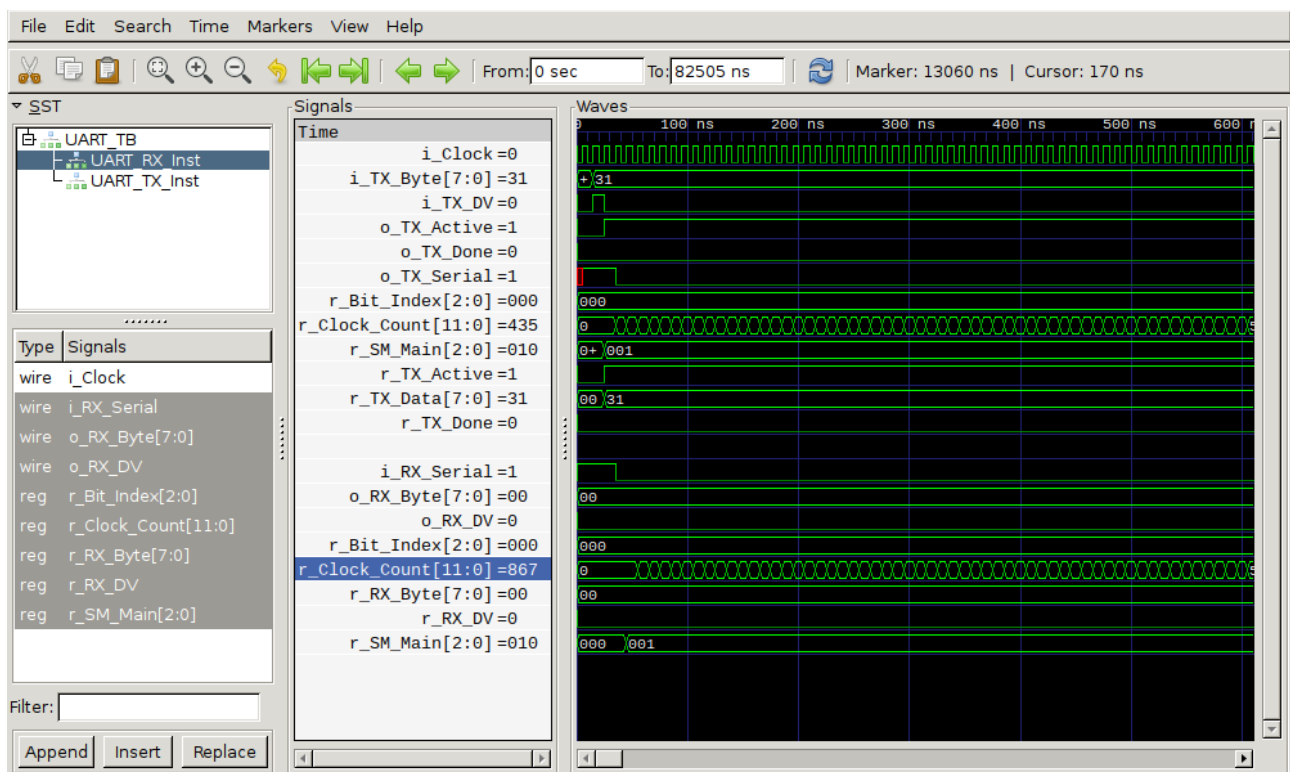 File Edit Search Time Markers View Help
From: 0 sec To: 82505 ns Marker: 13060 ns | Cursor: 170 ns
SST
UART_TB
UART_RX_Inst
UART_TX_Inst
Type Signals
wire i_Clock
wire i_RX_Serial
wire o_RX_Byte[7:0]
wire o_RX_DV
reg r_Bit_Index[2:0]
reg r_Clock_Count[11:0]
reg r_RX_Byte[7:0]
reg r_RX_DV
reg r_SM_Main[2:0]
Filter:
Append Insert Replace
Signals
Time
i_Clock=0
i_TX_Byte[7:0]=31
i_TX_DV=0
o_TX_Active=1
o_TX_Done=0
o_TX_Serial=1
r_Bit_Index[2:0]=000
r_Clock_Count[11:0]=435
r_SM_Main[2:0]=010
r_TX_Active=1
r_TX_Data[7:0]=31
r_TX_Done=0
i_RX_Serial=1
o_RX_Byte[7:0]=00
o_RX_DV=0
r_Bit_Index[2:0]=000
r_Clock_Count[11:0]=867
r_RX_Byte[7:0]=00
r_RX_DV=0
r_SM_Main[2:0]=010
Waves
100 ns 200 ns 300 ns 400 ns 500 ns 600
+ 31
000
0
0+ 001
00 31
00
000
0
00
000 001